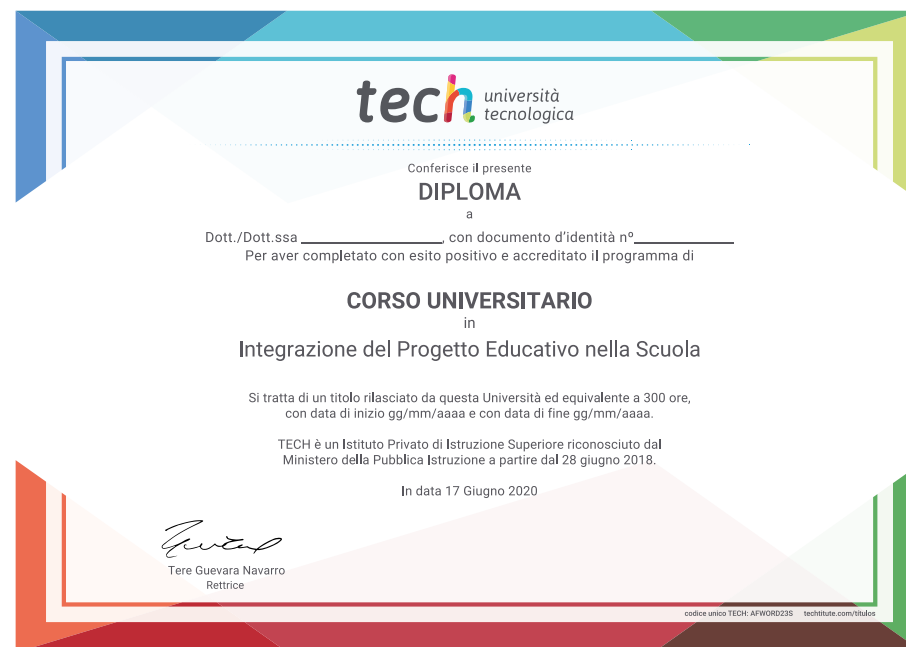 tech università
tecnologica
Conferisce il presente
DIPLOMA
a
Dott./Dott.ssa ____________________, con documento d'identità nº______________
Per aver completato con esito positivo e accreditato il programma di
CORSO UNIVERSITARIO
in
Integrazione del Progetto Educativo nella Scuola
Si tratta di un titolo rilasciato da questa Università ed equivalente a 300 ore,
con data di inizio gg/mm/aaaa e con data di fine gg/mm/aaaa.
TECH è un Istituto Privato di Istruzione Superiore riconosciuto dal
Ministero della Pubblica Istruzione a partire dal 28 giugno 2018.
In data 17 Giugno 2020
Tere Guevara Navarro
Rettrice
codice unico TECH: AFWORD23S techtitute.com/titulos